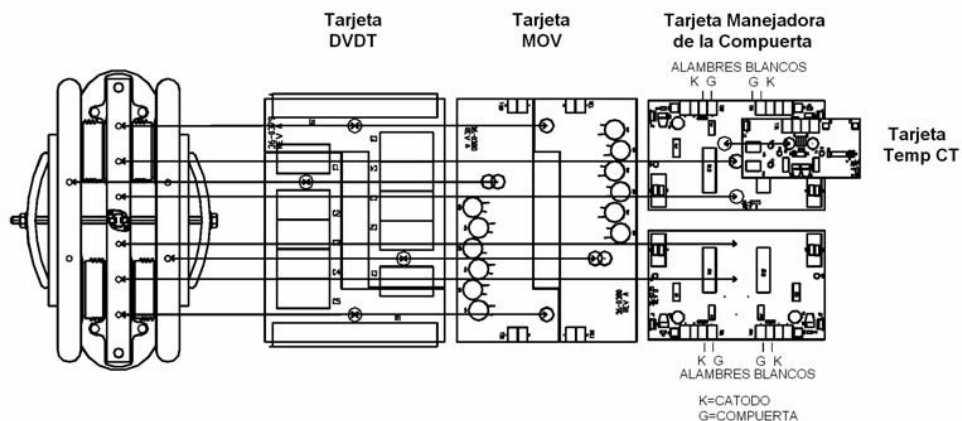 Tarjeta
DVDT
Tarjeta
MOV
Tarjeta Manejadora
de la Compuerta
ALAMBRES BLANCOS
K G G K
Tarjeta
Temp CT
K G G K
ALAMBRES BLANCOS
K=CATODO
G=COMPUERTA